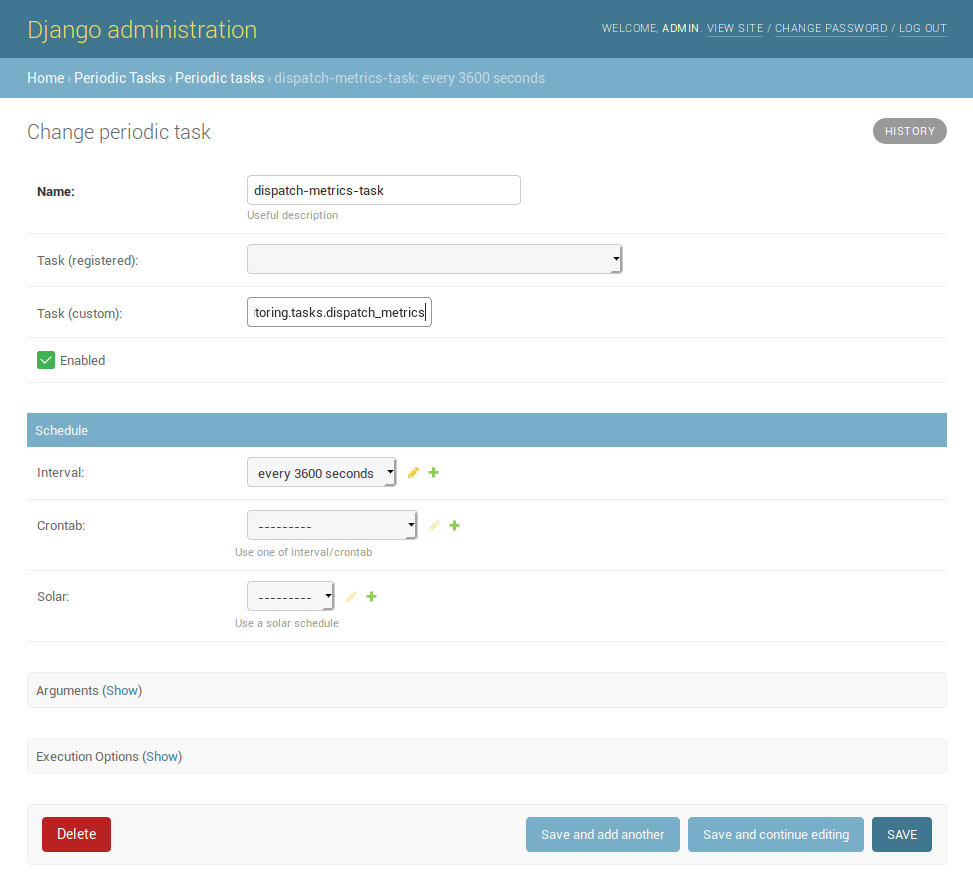 Django administration
WELCOME, ADMIN. VIEW SITE / CHANGE PASSWORD / LOG OUT
Home › Periodic Tasks › Periodic tasks › dispatch-metrics-task: every 3600 seconds
Change periodic task
HISTORY
Name:
dispatch-metrics-task
Useful description
Task (registered):
Task (custom):
toring.tasks.dispatch_metrics
Enabled
Schedule
Interval:
every 3600 seconds
Crontab:
---------
Use one of interval/crontab
Solar:
---------
Use a solar schedule
Arguments (Show)
Execution Options (Show)
Delete
Save and add another
Save and continue editing
SAVE